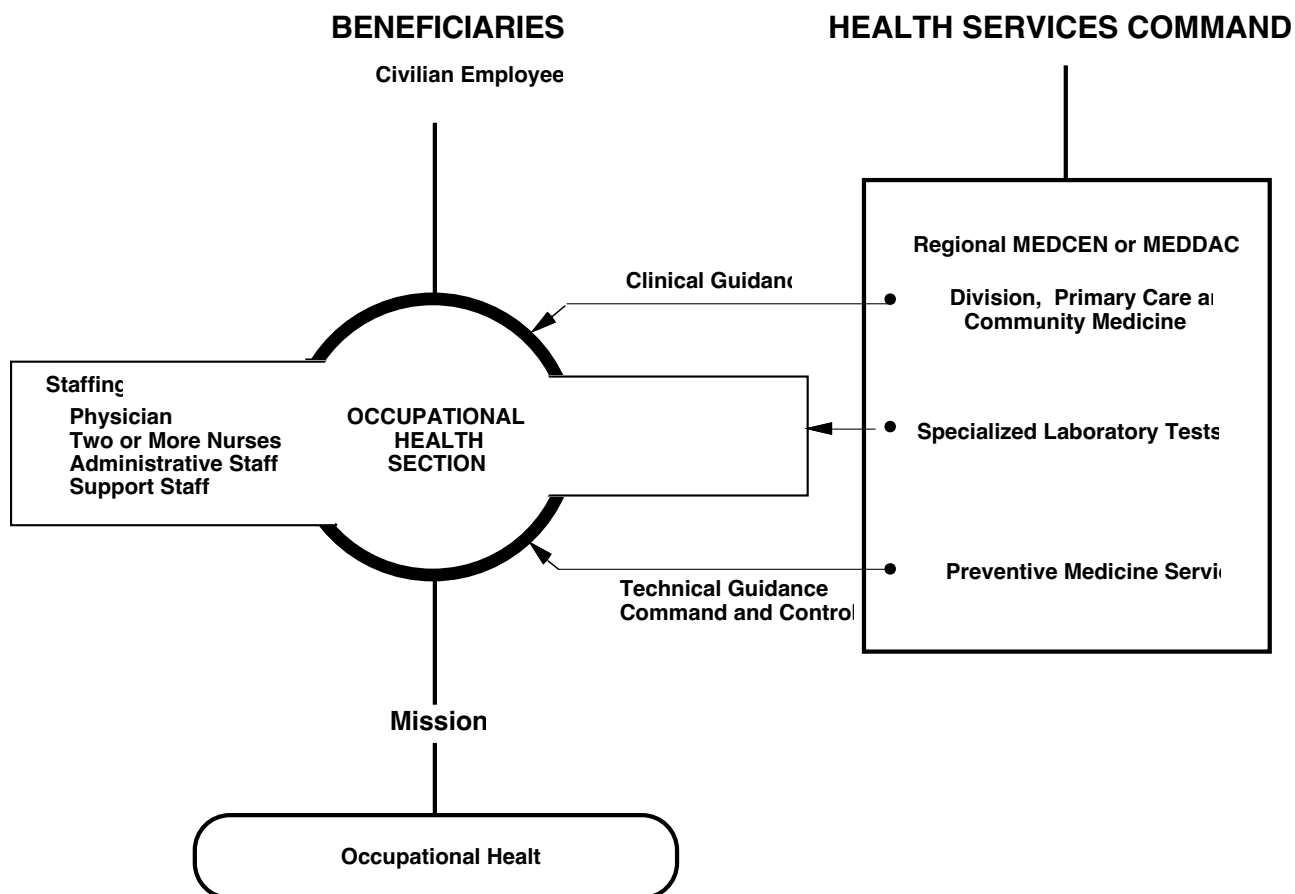 BENEFICIARIES
HEALTH SERVICES COMMAND
Civilian Employee
Regional MEDCEN or MEDDAC
Clinical Guidanc
Division, Primary Care an
Community Medicine
Staffing
Physician
Two or More Nurses
Administrative Staff
Support Staff
OCCUPATIONAL
HEALTH
SECTION
Specialized Laboratory Tests
Technical Guidance
Command and Control
Preventive Medicine Servic
Mission
Occupational Healt